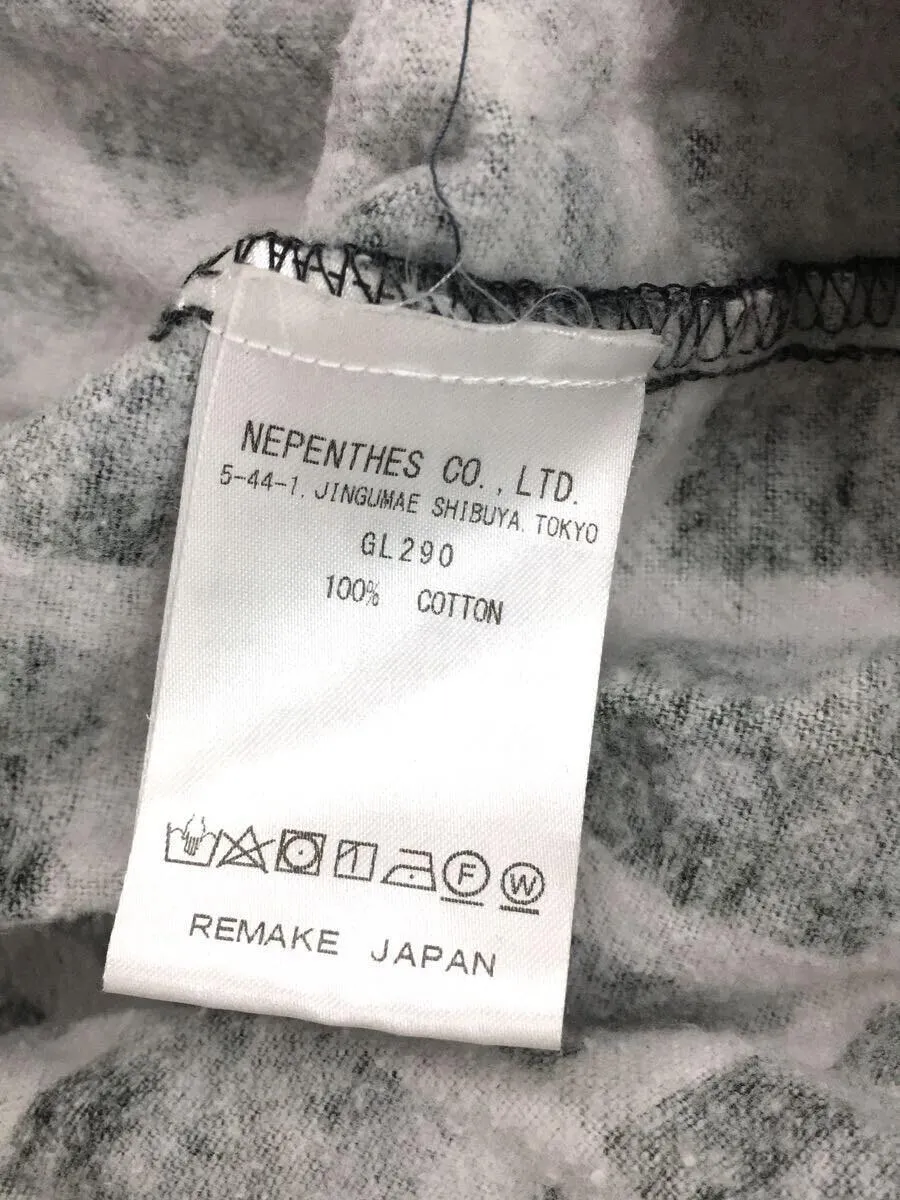 NEPENTHES CO., LTD.
5-44-1, JINGUMAE SHIBUYA, TOKYO
GL290
100% COTTON
F W
REMAKE JAPAN